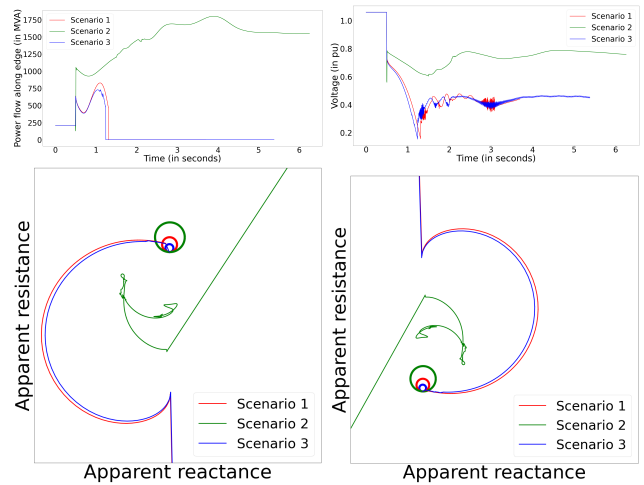 Power flow along edge (in MVA)
1750
1500
1250
1000
750
500
250
0
0 1 2 3 4 5 6
Time (in seconds)
Scenario 1
Scenario 2
Scenario 3
Voltage (in pu)
1.0
0.8
0.6
0.4
0.2
0 1 2 3 4 5 6
Time (in seconds)
Scenario 1
Scenario 2
Scenario 3
Apparent resistance
Apparent reactance
Scenario 1
Scenario 2
Scenario 3
Apparent resistance
Apparent reactance
Scenario 1
Scenario 2
Scenario 3